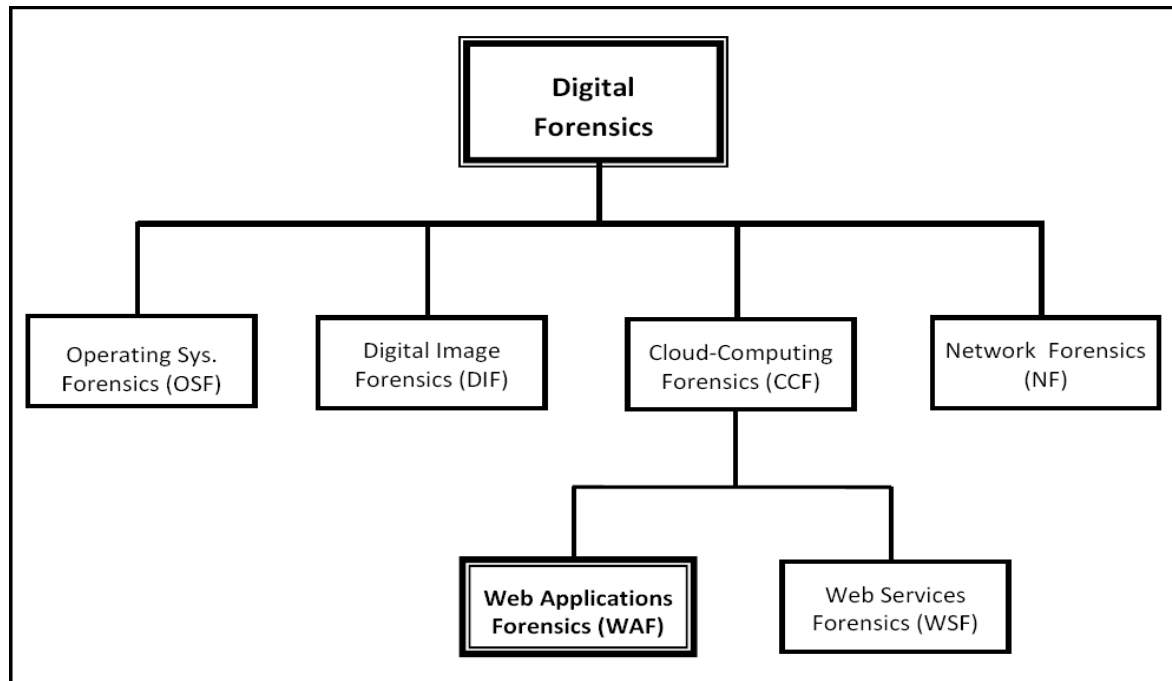 Digital
Forensics
Operating Sys.
Forensics (OSF)
Digital Image
Forensics (DIF)
Cloud-Computing
Forensics (CCF)
Network Forensics
(NF)
Web Applications
Forensics (WAF)
Web Services
Forensics (WSF)